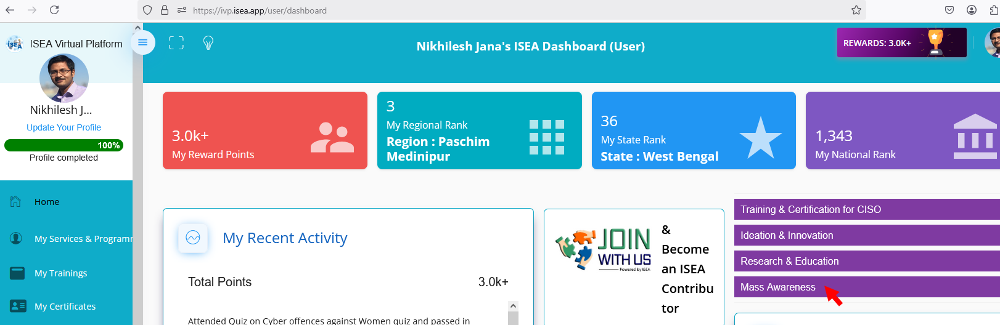 https://ivp.isea.app/user/dashboard
ISEA
ISEA Virtual Platform
Nikhilesh J...
Update Your Profile
100%
Profile completed
Home
My Services & Programm
My Trainings
My Certificates
Nikhilesh Jana's ISEA Dashboard (User)
REWARDS: 3.0K+
3.0k+
My Reward Points
3
My Regional Rank
Region : Paschim
Medinipur
36
My State Rank
State : West Bengal
1,343
My National Rank
My Recent Activity
Total Points
3.0k+
Attended Quiz on Cyber offences against Women quiz and passed in
JOIN
WITH US
Powered by ISEA
&
Become
an ISEA
Contribu
tor
Training & Certification for CISO
Ideation & Innovation
Research & Education
Mass Awareness